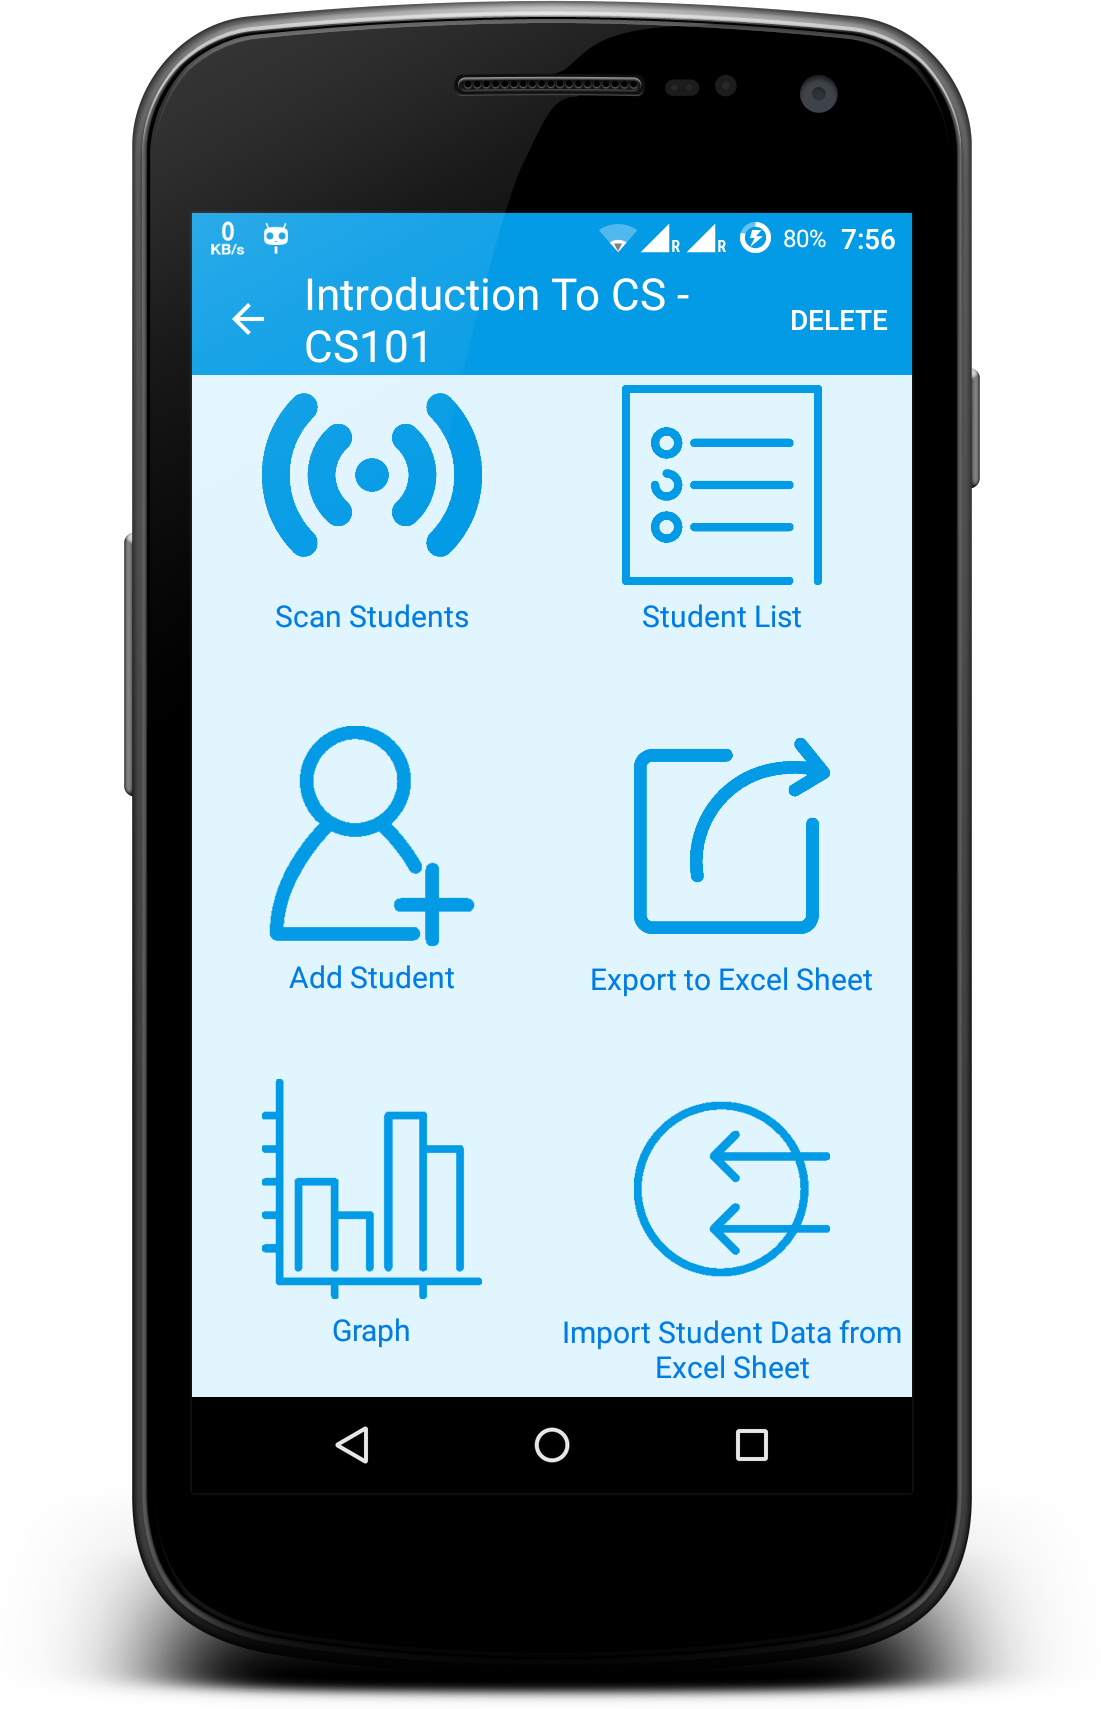 0
KB/s
R
R
80%
7:56
Introduction To CS -
CS101
DELETE
Scan Students
Student List
Add Student
Export to Excel Sheet
Graph
Import Student Data from
Excel Sheet